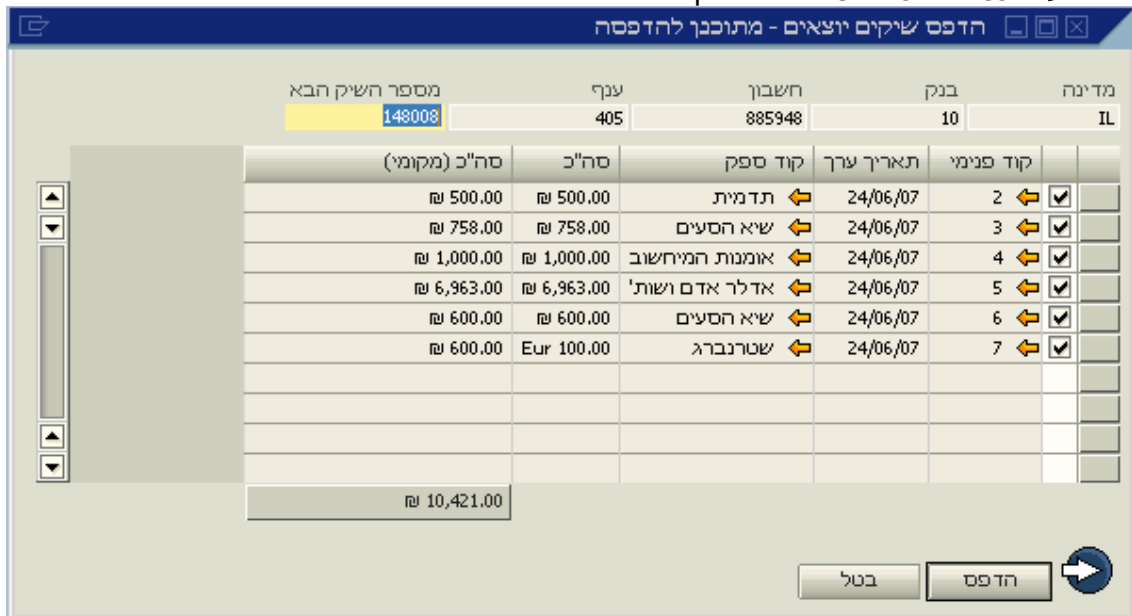 הדפס שיקים יוצאים - מתוכנן להדפסה
מדינה בנק חשבון ענף מספר השיק הבא
IL 10 885948 405 148008
קוד פנימי תאריך ערך קוד ספק סה"כ סה"כ (מקומי)
2 24/06/07 תדמית ₪ 500.00 ₪ 500.00
3 24/06/07 שיא הסעים ₪ 758.00 ₪ 758.00
4 24/06/07 אומנות המיחשוב ₪ 1,000.00 ₪ 1,000.00
5 24/06/07 אדלר אדם ושות' ₪ 6,963.00 ₪ 6,963.00
6 24/06/07 שיא הסעים ₪ 600.00 ₪ 600.00
7 24/06/07 שטרנברג Eur 100.00 ₪ 600.00
₪ 10,421.00
הדפס בטל